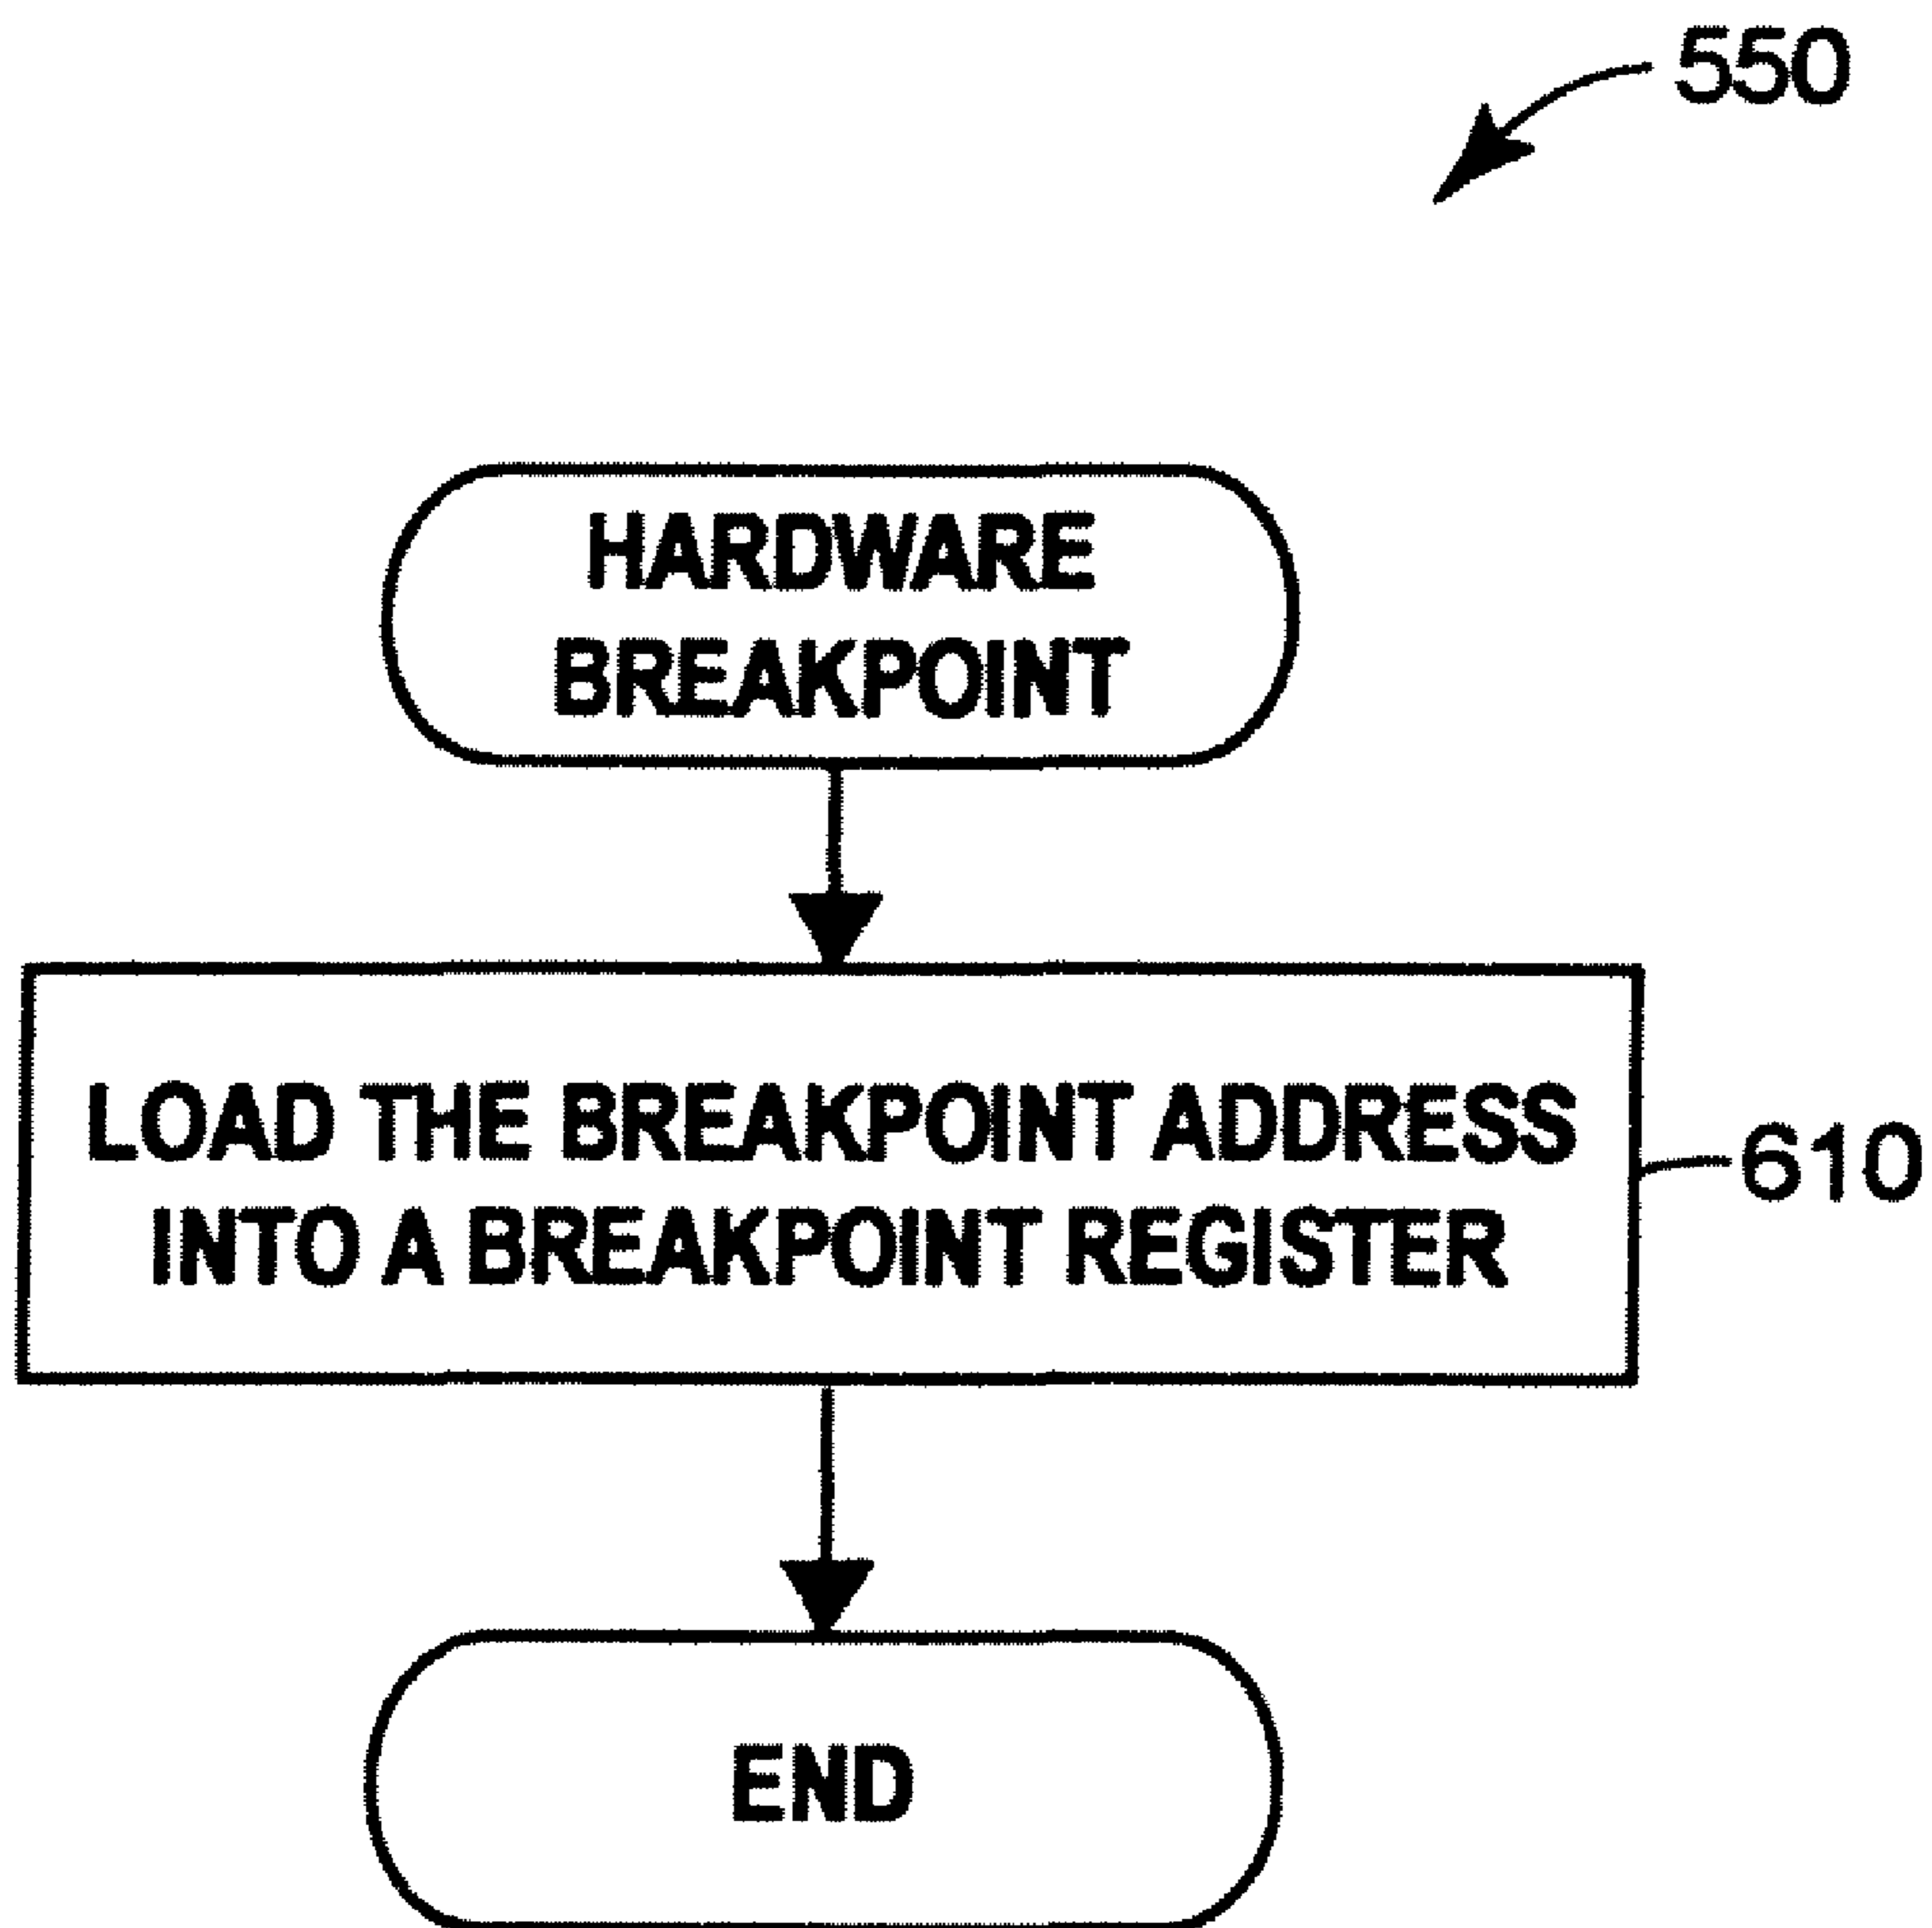 550
HARDWARE
BREAKPOINT
LOAD THE BREAKPOINT ADDRESS
INTO A BREAKPOINT REGISTER
610
END